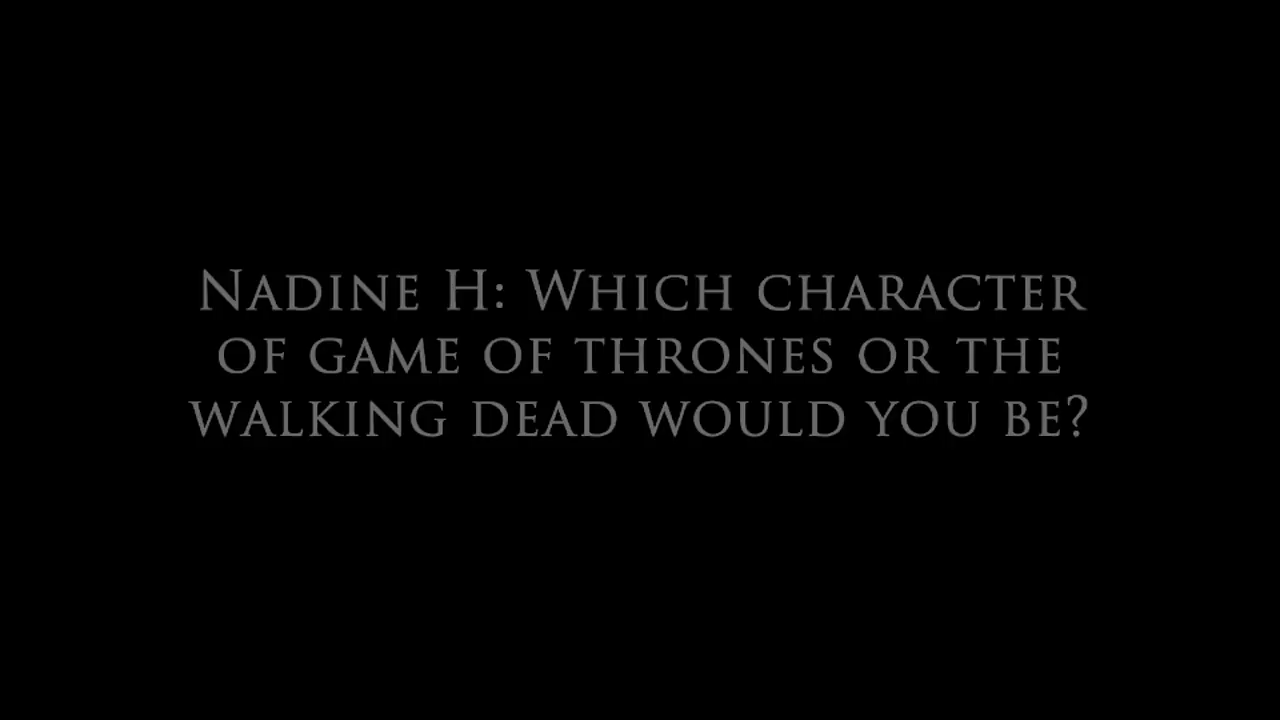 Nadine H: Which character
of game of thrones or the
walking dead would you be?